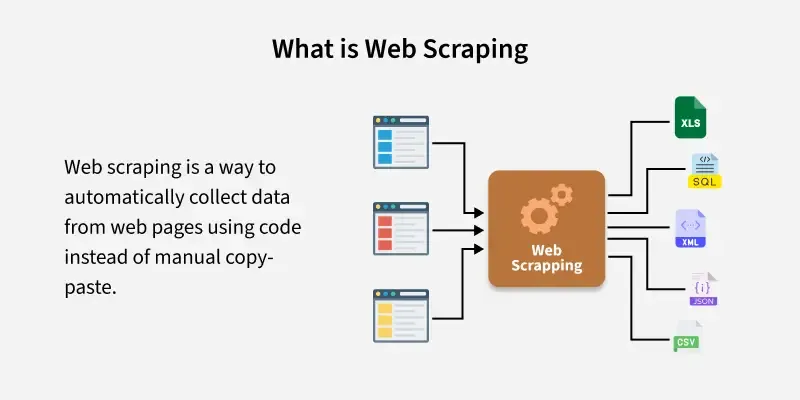 What is Web Scraping
Web scraping is a way to
automatically collect data
from web pages using code
instead of manual copy-
paste.
Web
Scrapping
XLS
</>
SQL
<··>
XML
{i}
JSON
CSV